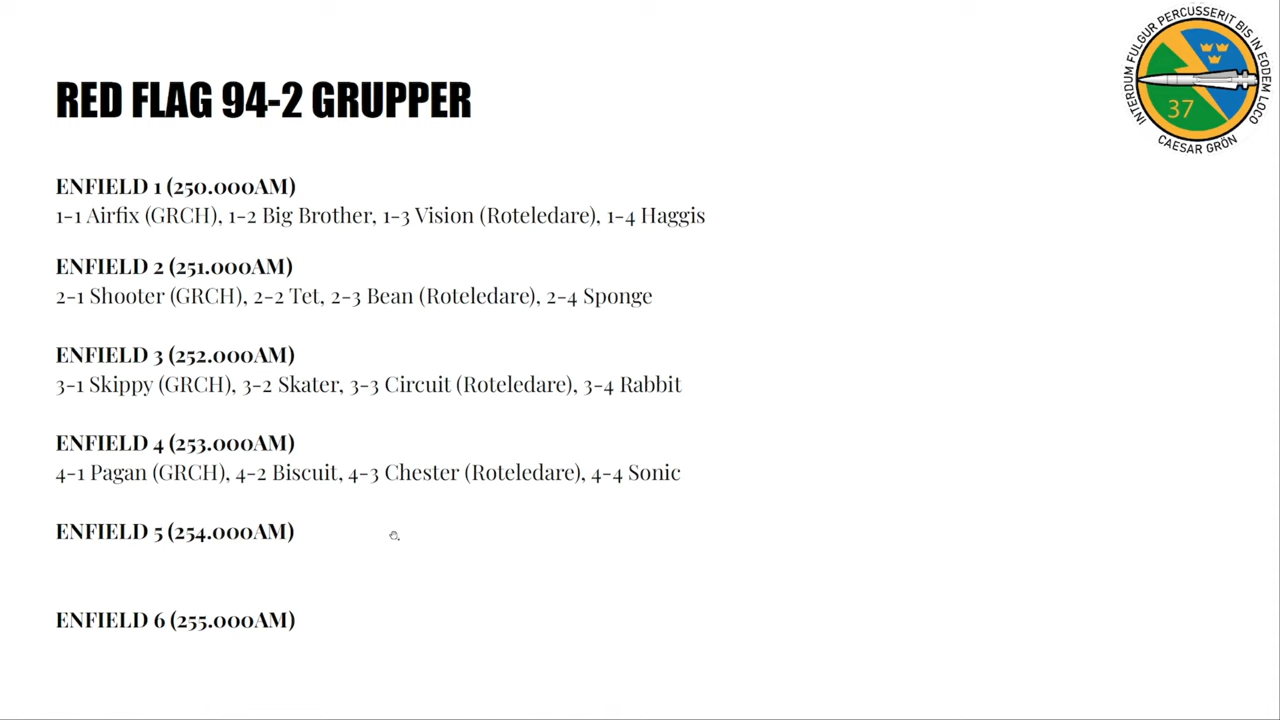 INTERDUM FULGUR PERCUSSERIT BIS IN EODEM LOCO
37
CAESAR GRÖN
RED FLAG 94-2 GRUPPER
ENFIELD 1 (250.000AM)
1-1 Airfix (GRCH), 1-2 Big Brother, 1-3 Vision (Roteledare), 1-4 Haggis
ENFIELD 2 (251.000AM)
2-1 Shooter (GRCH), 2-2 Tet, 2-3 Bean (Roteledare), 2-4 Sponge
ENFIELD 3 (252.000AM)
3-1 Skippy (GRCH), 3-2 Skater, 3-3 Circuit (Roteledare), 3-4 Rabbit
ENFIELD 4 (253.000AM)
4-1 Pagan (GRCH), 4-2 Biscuit, 4-3 Chester (Roteledare), 4-4 Sonic
ENFIELD 5 (254.000AM)
ENFIELD 6 (255.000AM)